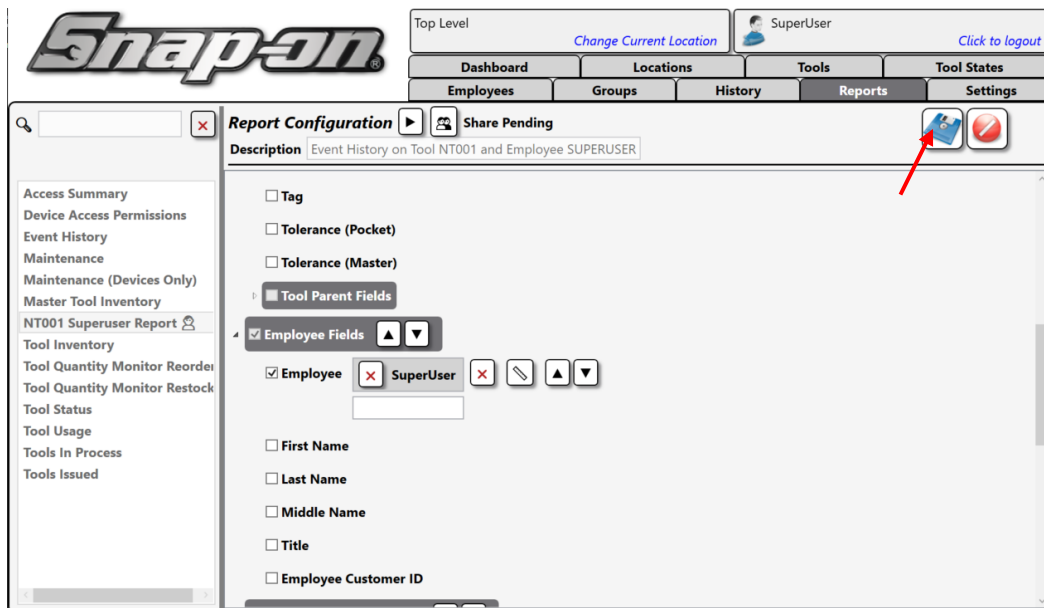 Snap-on
®
Top Level
Change Current Location
SuperUser
Click to logout
Dashboard
Locations
Tools
Tool States
Employees
Groups
History
Reports
Settings
Report Configuration
Share Pending
Description
Event History on Tool NT001 and Employee SUPERUSER
Access Summary
Device Access Permissions
Event History
Maintenance
Maintenance (Devices Only)
Master Tool Inventory
NT001 Superuser Report
Tool Inventory
Tool Quantity Monitor Reorder
Tool Quantity Monitor Restock
Tool Status
Tool Usage
Tools In Process
Tools Issued
Tag
Tolerance (Pocket)
Tolerance (Master)
Tool Parent Fields
Employee Fields
Employee
SuperUser
First Name
Last Name
Middle Name
Title
Employee Customer ID